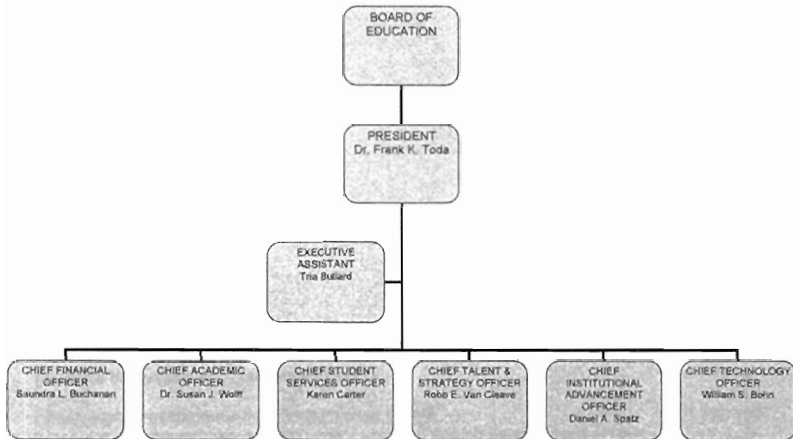 BOARD OF
EDUCATION
PRESIDENT
Dr. Frank K. Toda
EXECUTIVE
ASSISTANT
Tria Bullard
CHIEF FINANCIAL
OFFICER
Saundra L. Buchanan
CHIEF ACADEMIC
OFFICER
Dr. Susan J. Wolff
CHIEF STUDENT
SERVICES OFFICER
Karen Carter
CHIEF TALENT &
STRATEGY OFFICER
Robb E. Van Cleave
CHIEF
INSTITUTIONAL
ADVANCEMENT
OFFICER
Daniel A. Spatz
CHIEF TECHNOLOGY
OFFICER
William S. Bohn